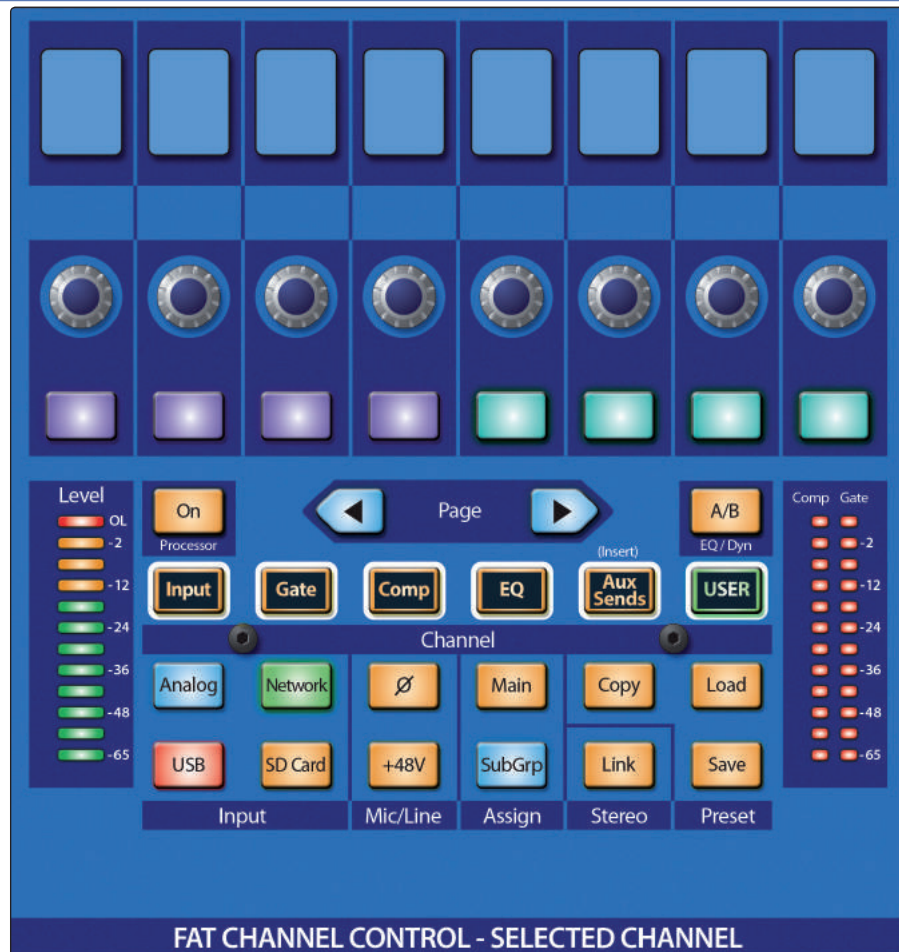 Level
OL
-2
-12
-24
-36
-48
-65
On
Processor
Page
A/B
EQ / Dyn
Comp Gate
-2
-12
-24
-36
-48
-65
(Insert)
Input
Gate
Comp
EQ
Aux
Sends
USER
Channel
Analog
Network
Ø
Main
Copy
Load
USB
SD Card
+48V
SubGrp
Link
Save
Input
Mic/Line
Assign
Stereo
Preset
FAT CHANNEL CONTROL - SELECTED CHANNEL